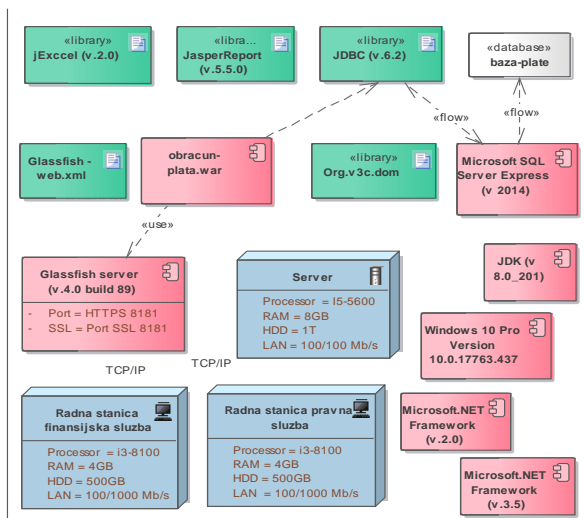 «library»
jExccel (v.2.0)
«libra...
JasperReport
(v.5.5.0)
«library»
JDBC (v.6.2)
«database»
baza-plate
«flow»
«flow»
Glassfish -
web.xml
obracun-
plata.war
«library»
Org.v3c.dom
Microsoft SQL
Server Express
(v 2014)
«use»
Glassfish server
(v.4.0 build 89)
- Port = HTTPS 8181
- SSL = Port SSL 8181
Server
Processor = I5-5600
RAM = 8GB
HDD = 1T
LAN = 100/100 Mb/s
JDK (v
8.0_201)
Windows 10 Pro
Version
10.0.17763.437
TCP/IP
TCP/IP
Radna stanica
finansijska sluzba
Processor = i3-8100
RAM = 4GB
HDD = 500GB
LAN = 100/1000 Mb/s
Radna stanica pravna
sluzba
Processor = i3-8100
RAM = 4GB
HDD = 500GB
LAN = 100/1000 Mb/s
Microsoft.NET
Framework
(v.2.0)
Microsoft.NET
Framework
(v.3.5)